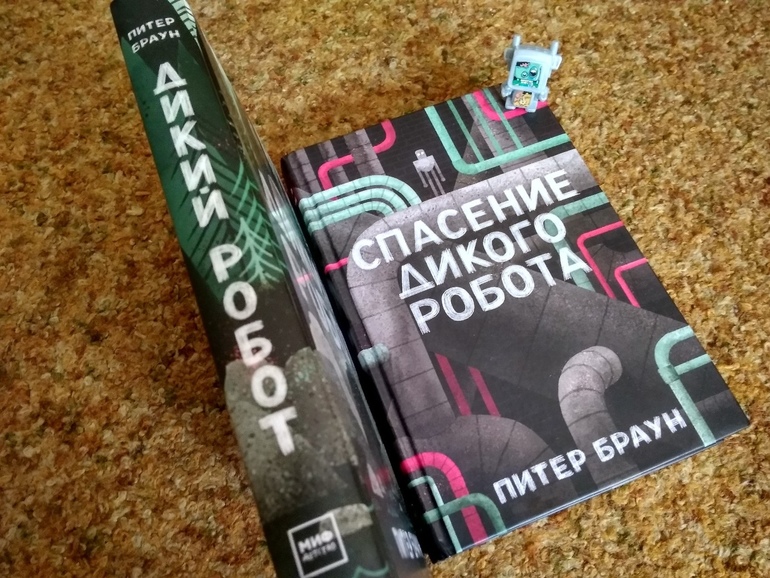 ПИТЕР
БРАУН
ДИКИЙ РОБОТ
МИФ
СПАСЕНИЕ
ДИКОГО
РОБОТА
ПИТЕР БРАУН